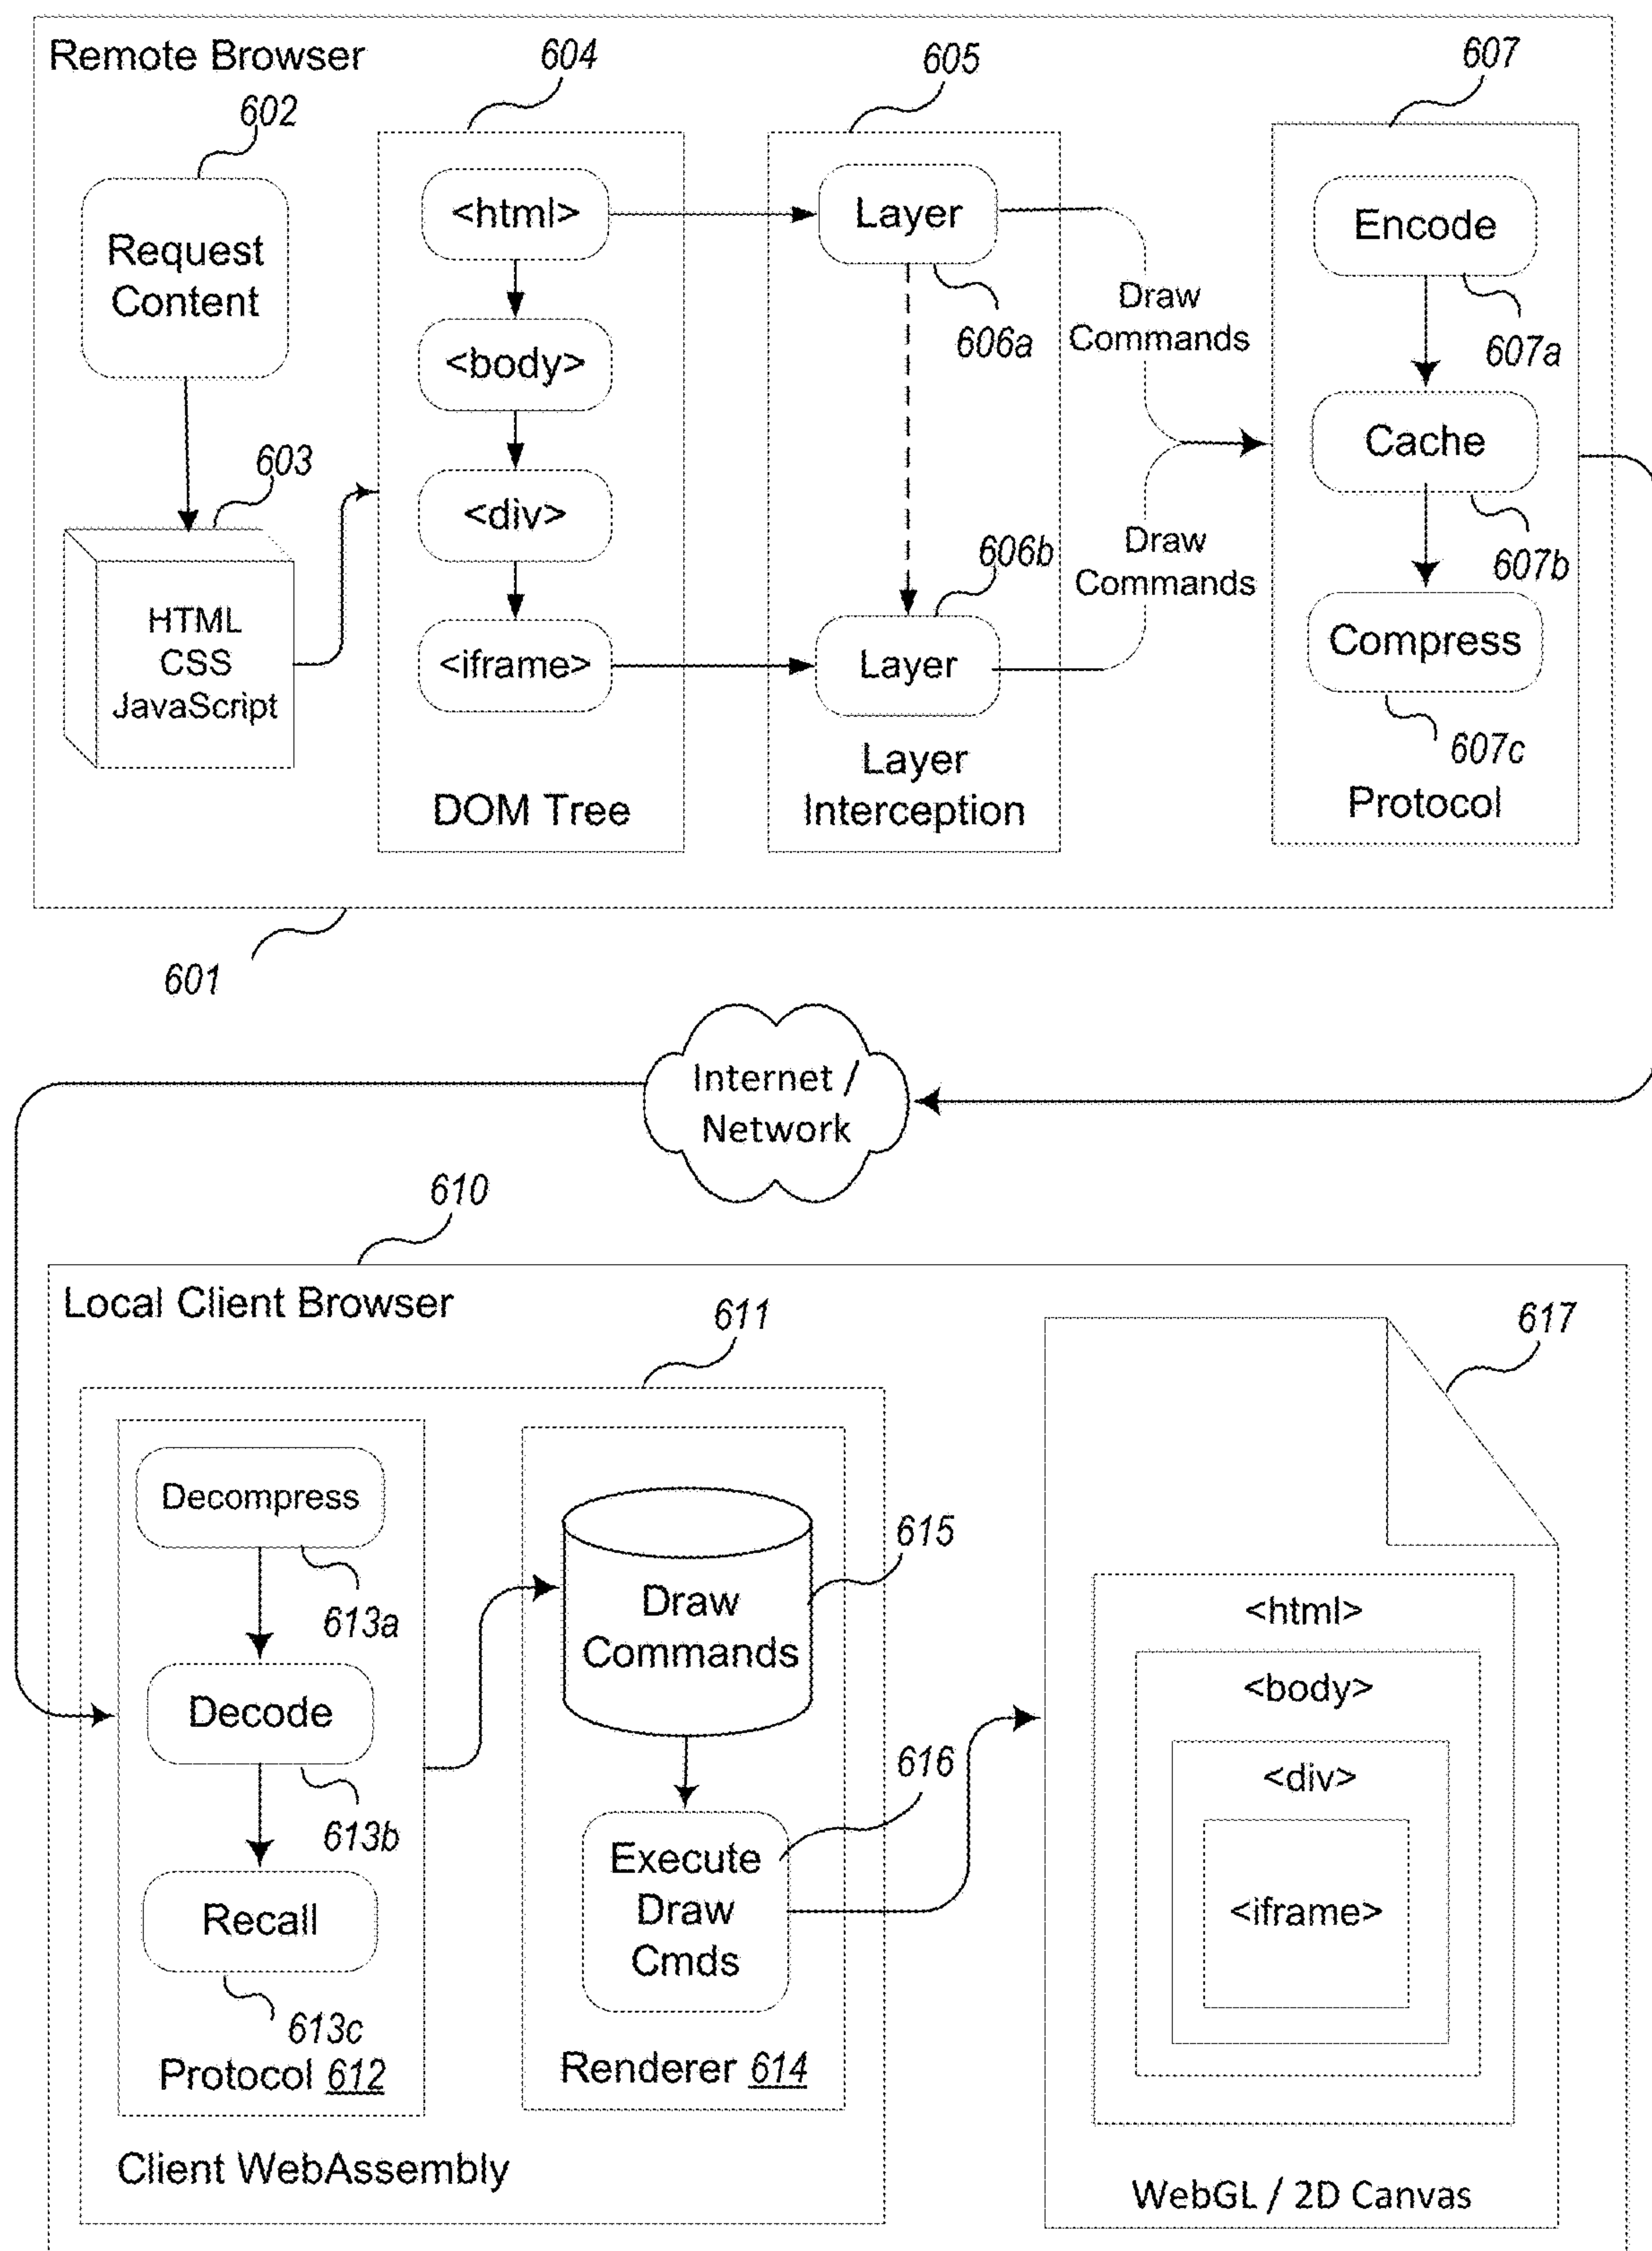 Remote Browser
604
605
607
602
Request
Content
603
HTML
CSS
JavaScript
<html>
<body>
<div>
<iframe>
DOM Tree
Layer
606a
606b
Layer
Layer
Interception
Draw
Commands
Draw
Commands
Encode
607a
Cache
607b
Compress
607c
Protocol
601
Internet /
Network
610
Local Client Browser
611
617
Decompress
613a
Decode
613b
Recall
613c
Protocol 612
Draw
Commands
615
616
Execute
Draw
Cmds
Renderer 614
Client WebAssembly
<html>
<body>
<div>
<iframe>
WebGL / 2D Canvas